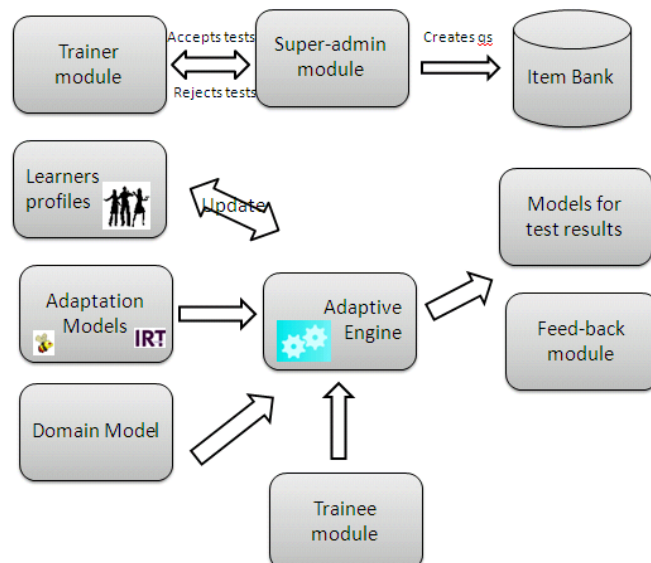 Trainer
module
Accepts tests
Rejects tests
Super-admin
module
Creates qs
Item Bank
Learners
profiles
Update
Models for
test results
Adaptation
Models
IRT
Adaptive
Engine
Feed-back
module
Domain Model
Trainee
module